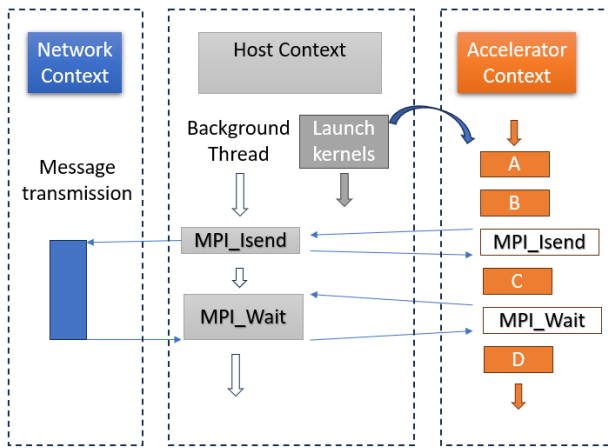 Network
Context
Host Context
Accelerator
Context
Background
Thread
Launch
kernels
Message
transmission
A
B
MPI_Isend
MPI_Isend
C
MPI_Wait
MPI_Wait
D